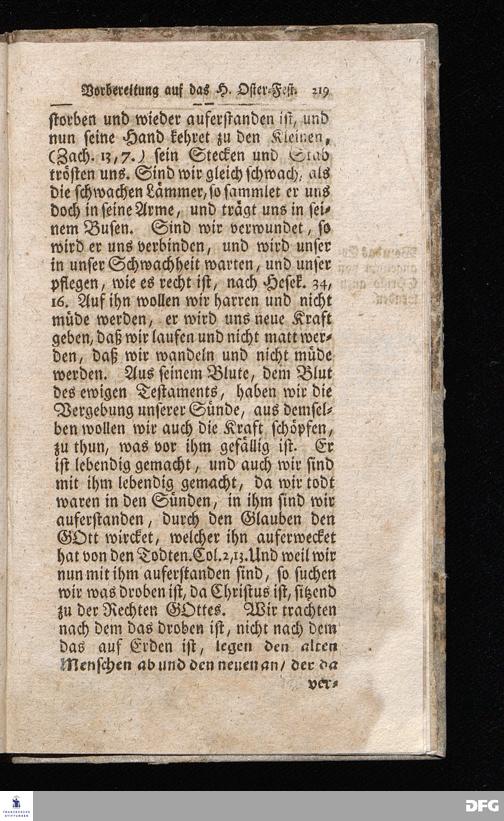 Vorbereitung auf das H. Oster-Fest. 219
storben und wieder auferstanden ist, und
nun seine Hand kehret zu den Kleinen,
(Zach. 13, 7.) sein Stecken und Stab
trösten uns. Sind wir gleich schwach, als
die schwachen Lämmer, so sammlet er uns
doch in seine Arme, und trägt uns in sei-
nem Busen. Sind wir verwundet, so
wird er uns verbinden, und wird unser
in unser Schwachheit warten, und unser
pflegen, wie es recht ist, nach Hesek. 34,
16. Auf ihn wollen wir harren und nicht
müde werden, er wird uns neue Kraft
geben, daß wir laufen und nicht matt wer-
den, daß wir wandeln und nicht müde
werden. Aus seinem Blute, dem Blut
des ewigen Testaments, haben wir die
Vergebung unserer Sünde, aus demsel-
ben wollen wir auch die Kraft schöpfen,
zu thun, was vor ihm gefällig ist. Er
ist lebendig gemacht, und auch wir sind
mit ihm lebendig gemacht, da wir todt
waren in den Sünden, in ihm sind wir
auferstanden, durch den Glauben den
GOtt wircket, welcher ihn auferwecket
hat von den Todten. Col. 2, 13. Und weil wir
nun mit ihm auferstanden sind, so suchen
wir was droben ist, da Christus ist, sitzend
zu der Rechten GOttes. Wir trachten
nach dem das droben ist, nicht nach dem
das auf Erden ist, legen den alten
Menschen ab und den neuen an/ der da
ver-
FRANCKESCHE
STIFTUNGEN
DFG